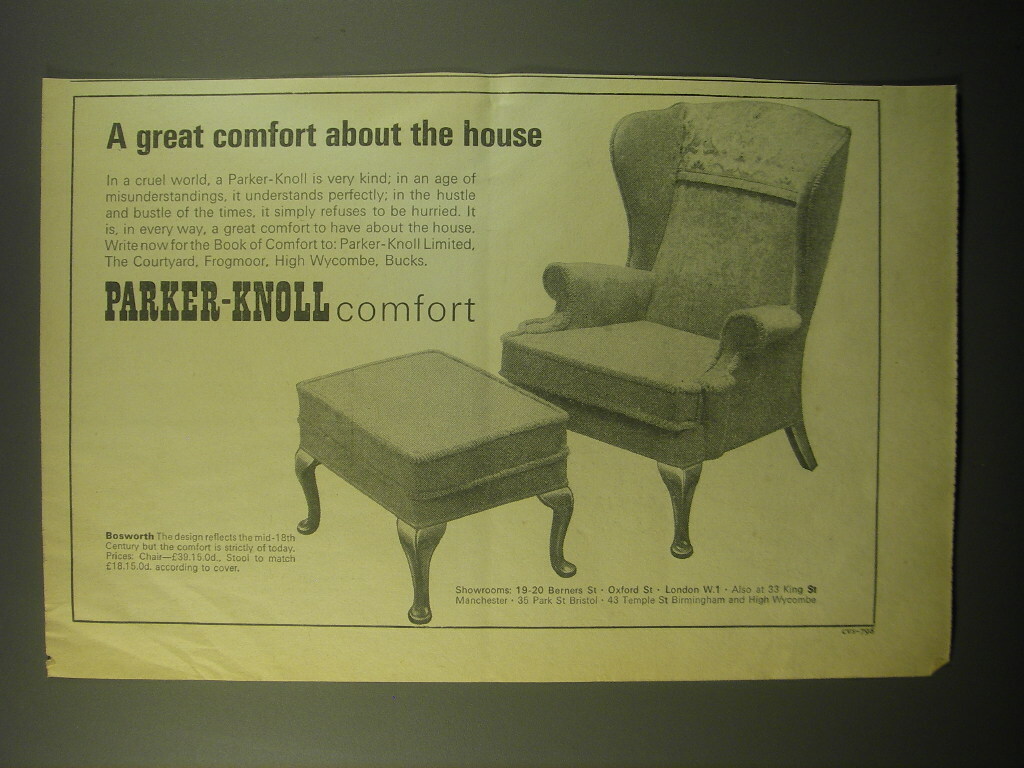 A great comfort about the house
In a cruel world, a Parker-Knoll is very kind; in an age of
misunderstandings, it understands perfectly; in the hustle
and bustle of the times, it simply refuses to be hurried. It
is, in every way, a great comfort to have about the house.
Write now for the Book of Comfort to: Parker-Knoll Limited,
The Courtyard, Frogmoor, High Wycombe, Bucks.
PARKER-KNOLL comfort
Bosworth The design reflects the mid-18th
Century but the comfort is strictly of today.
Prices: Chair—£39.15.0d., Stool to match
£18.15.0d. according to cover.
Showrooms: 19-20 Berners St · Oxford St · London W.1 · Also at 33 King St
Manchester · 35 Park St Bristol · 43 Temple St Birmingham and High Wycombe